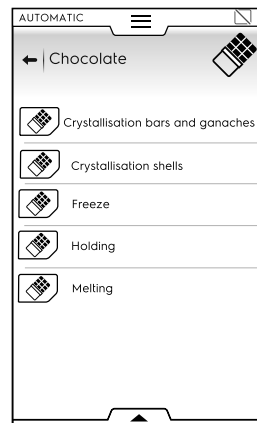 AUTOMATIC
Chocolate
Crystallisation bars and ganaches
Crystallisation shells
Freeze
Holding
Melting